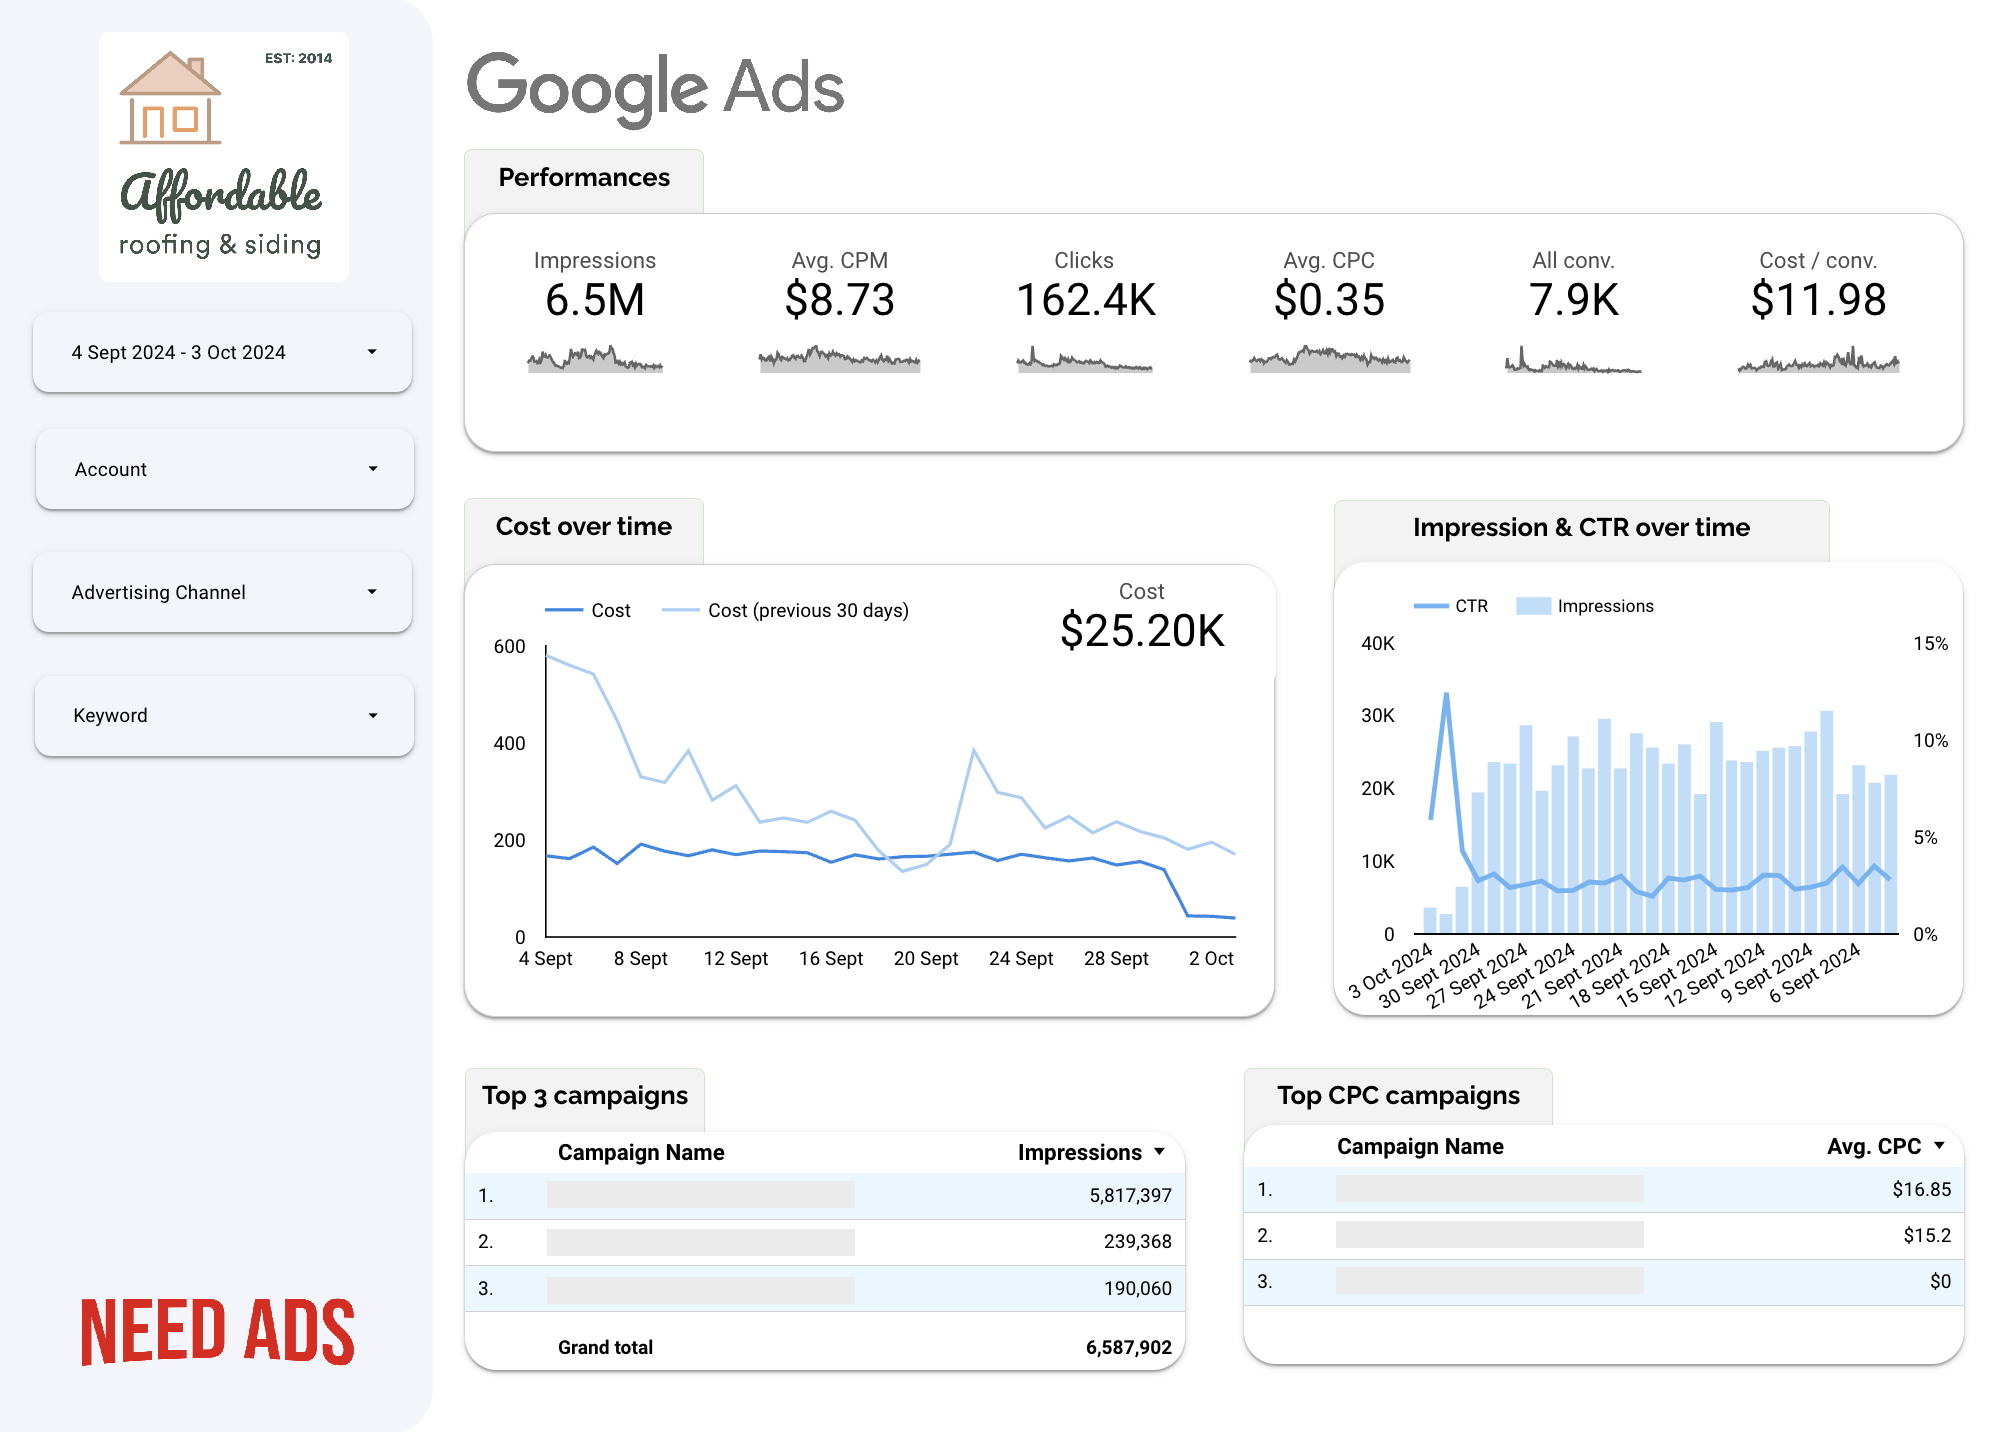 EST: 2014
Affordable
roofing & siding
4 Sept 2024 - 3 Oct 2024
Account
Advertising Channel
Keyword
NEED ADS
Google Ads
Performances
Impressions Avg. CPM Clicks Avg. CPC All conv. Cost / conv.
6.5M $8.73 162.4K $0.35 7.9K $11.98
Cost over time
Cost Cost (previous 30 days)
Cost
$25.20K
600
400
200
0
4 Sept 8 Sept 12 Sept 16 Sept 20 Sept 24 Sept 28 Sept 2 Oct
Impression & CTR over time
CTR Impressions
40K 15%
30K
10%
20K
5%
10K
0 0%
3 Oct 2024 30 Sept 2024 27 Sept 2024 24 Sept 2024 21 Sept 2024 18 Sept 2024 15 Sept 2024 12 Sept 2024 9 Sept 2024 6 Sept 2024
Top 3 campaigns
Campaign Name Impressions
1. 5,817,397
2. 239,368
3. 190,060
Grand total 6,587,902
Top CPC campaigns
Campaign Name Avg. CPC
1. $16.85
2. $15.2
3. $0